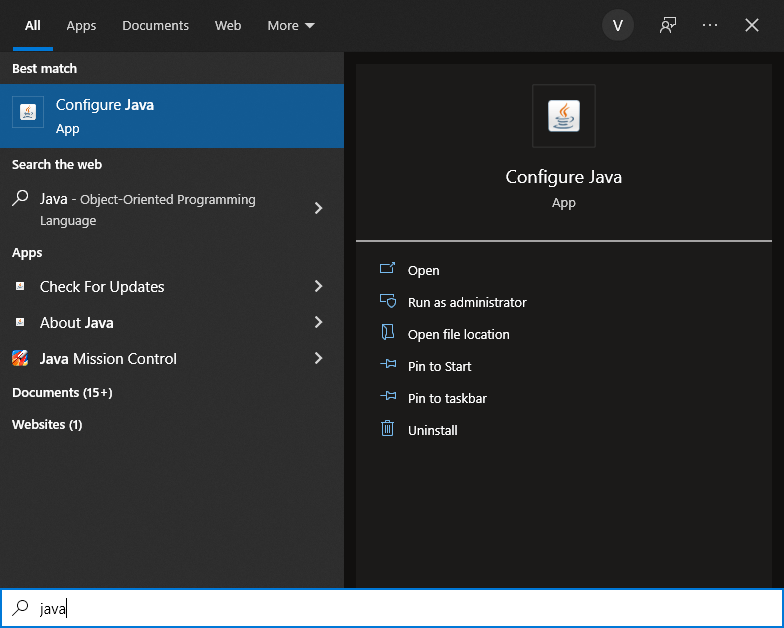 All Apps Documents Web More V
Best match
Configure Java
App
Search the web
Java - Object-Oriented Programming
Language
Apps
Check For Updates
About Java
Java Mission Control
Documents (15+)
Websites (1)
Configure Java
App
Open
Run as administrator
Open file location
Pin to Start
Pin to taskbar
Uninstall
java